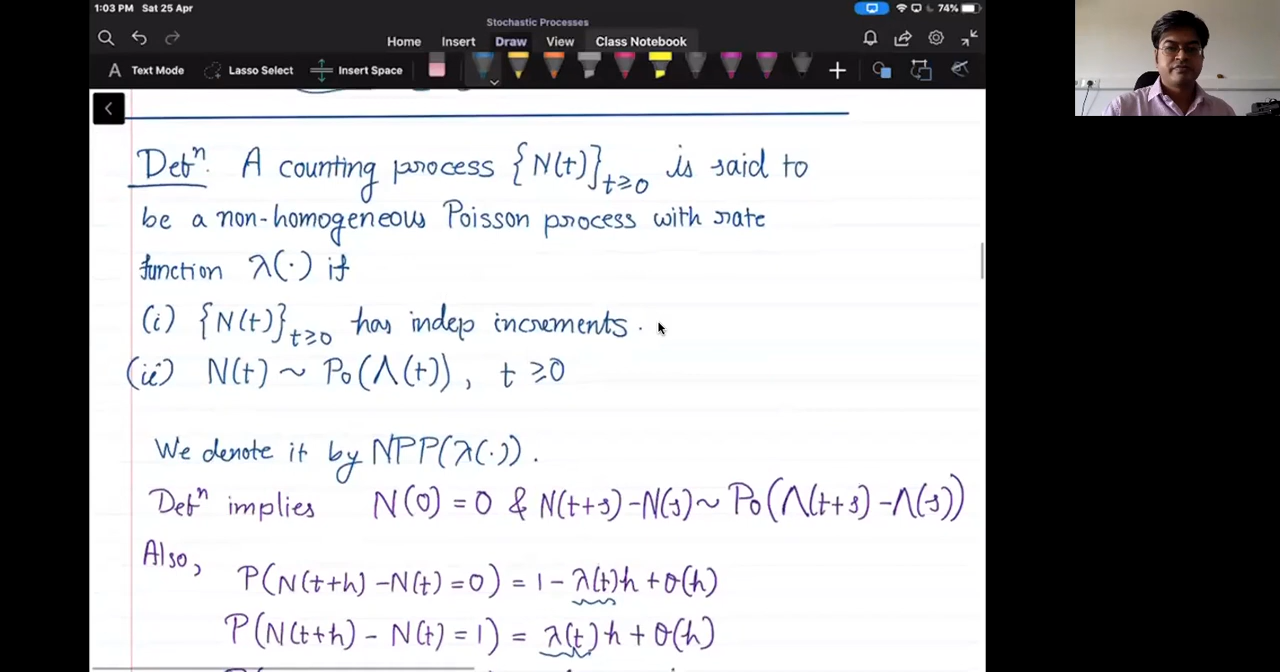 1:03 PM Sat 25 Apr
74%
Stochastic Processes
Home Insert Draw View Class Notebook
Text Mode Lasso Select Insert Space
Defⁿ. A counting process {N(t)}_{t≥0} is said to
be a non-homogeneous Poisson process with rate
function λ(·) if
(i) {N(t)}_{t≥0} has indep increments.
(ii) N(t) ~ Po(Λ(t)), t ≥0
We denote it by NPP(λ(·)).
Defⁿ implies N(0) = 0 & N(t+s) -N(s) ~ Po(Λ(t+s) -Λ(s))
Also,
P(N(t+h) -N(t) = 0) = 1 - λ(t)h + o(h)
P(N(t+h) - N(t) = 1) = λ(t)h + o(h)